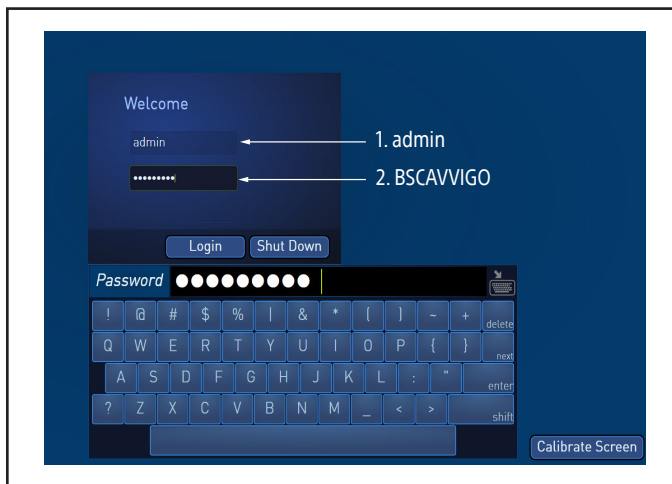 Welcome
admin
1. admin
•••••••••
2. BSCAVVIGO
Login Shut Down
Password ●●●●●●●●●
! @ # $ % | & * ( ) ~ + delete
Q W E R T Y U I O P { } next
A S D F G H J K L : " enter
? Z X C V B N M _ < > shift
Calibrate Screen